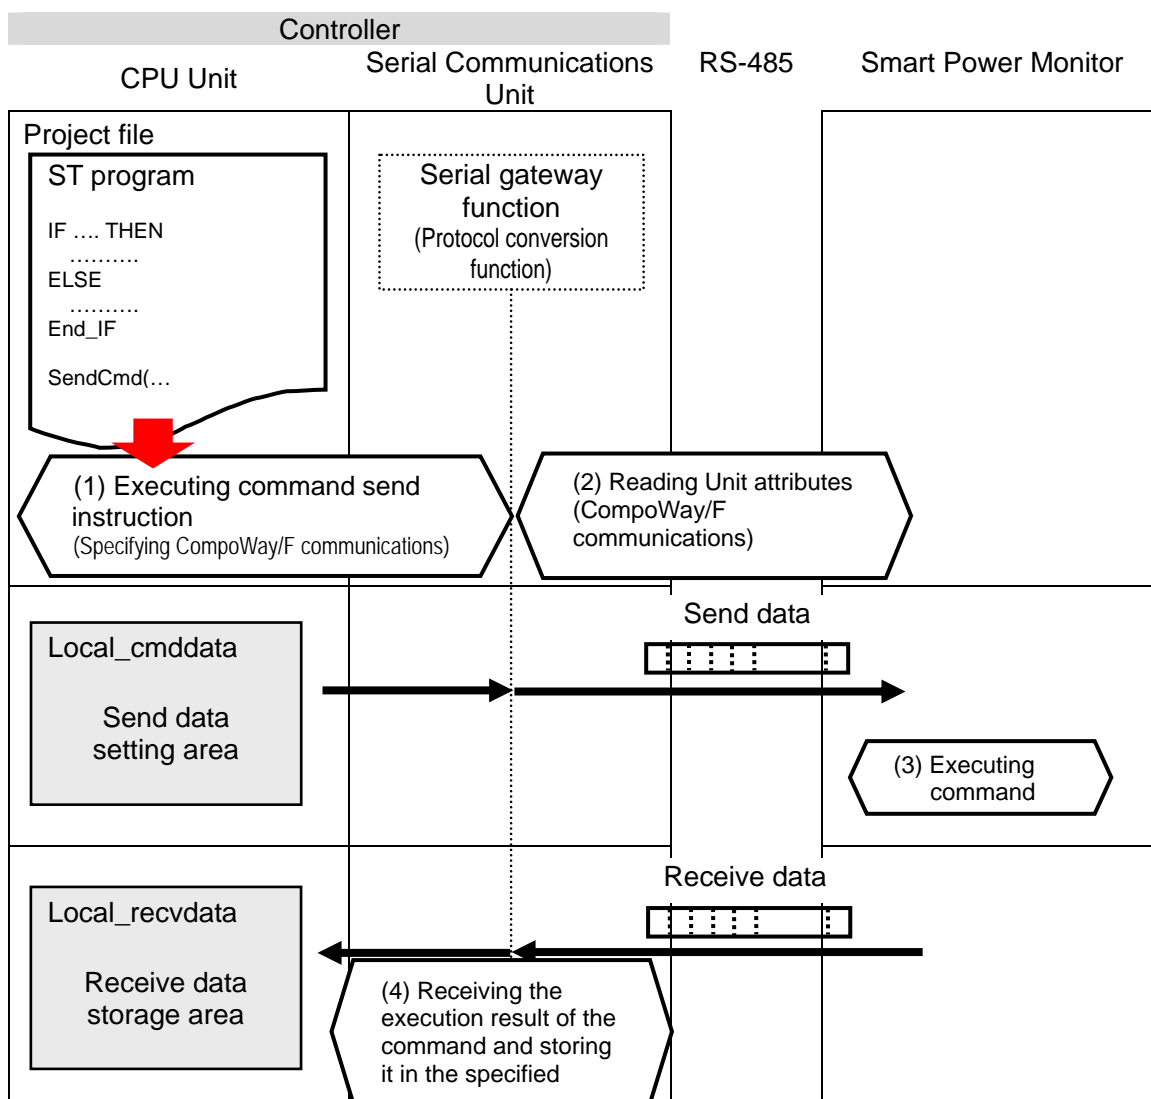 Controller
CPU Unit
Serial Communications
Unit
RS-485
Smart Power Monitor
Project file
ST program
IF …. THEN
……….
ELSE
……….
End_IF
SendCmd(…
Serial gateway
function
(Protocol conversion
function)
(1) Executing command send
instruction
(Specifying CompoWay/F communications)
(2) Reading Unit attributes
(CompoWay/F
communications)
Send data
Local_cmddata
Send data
setting area
(3) Executing
command
Receive data
Local_recvdata
Receive data
storage area
(4) Receiving the
execution result of the
command and storing
it in the specified